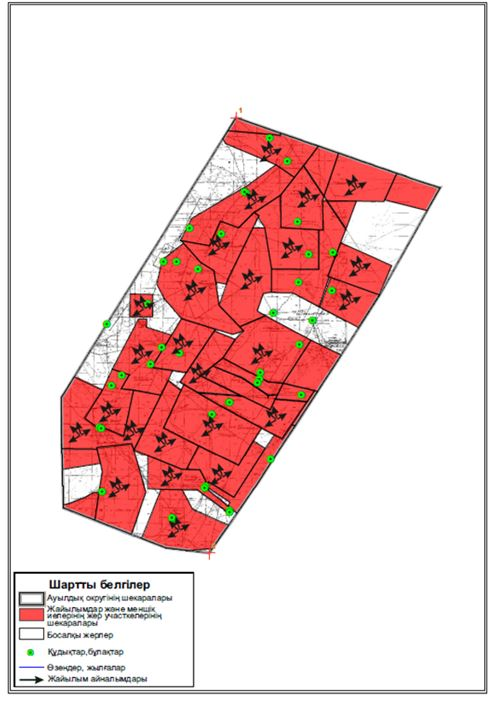 1
Шартты белгілер
Ауылдық округінің шекаралары
Жайылымдар және меншік
иелерінің жер участкелерінің
шекаралары
Босалқы жерлер
Құдықтар,бұлақтар
Өзендер, жылғалар
Жайылым айналымдары